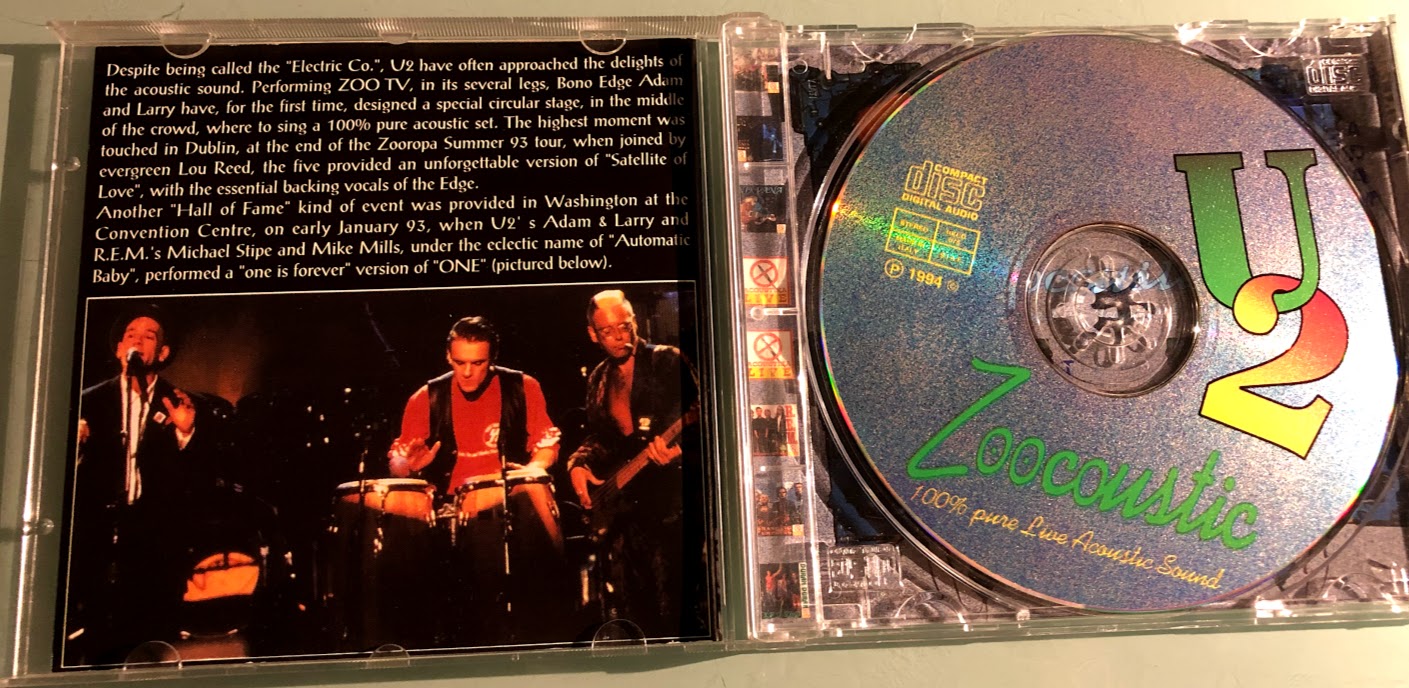 Despite being called the "Electric Co.", U2 have often approached the delights of
the acoustic sound. Performing ZOO TV, in its several legs, Bono Edge Adam
and Larry have, for the first time, designed a special circular stage, in the middle
of the crowd, where to sing a 100% pure acoustic set. The highest moment was
touched in Dublin, at the end of the Zooropa Summer 93 tour, when joined by
evergreen Lou Reed, the five provided an unforgettable version of "Satellite of
Love", with the essential backing vocals of the Edge.
Another "Hall of Fame" kind of event was provided in Washington at the
Convention Centre, on early January 93, when U2' s Adam & Larry and
R.E.M.'s Michael Stipe and Mike Mills, under the eclectic name of "Automatic
Baby", performed a "one is forever" version of "ONE" (pictured below).
LIVE
LIVE
COMPACT
disc
DIGITAL AUDIO
STEREO
ITALY
℗ 1994 ©
U2
Zoocoustic
100% pure Live Acoustic Sound
disc